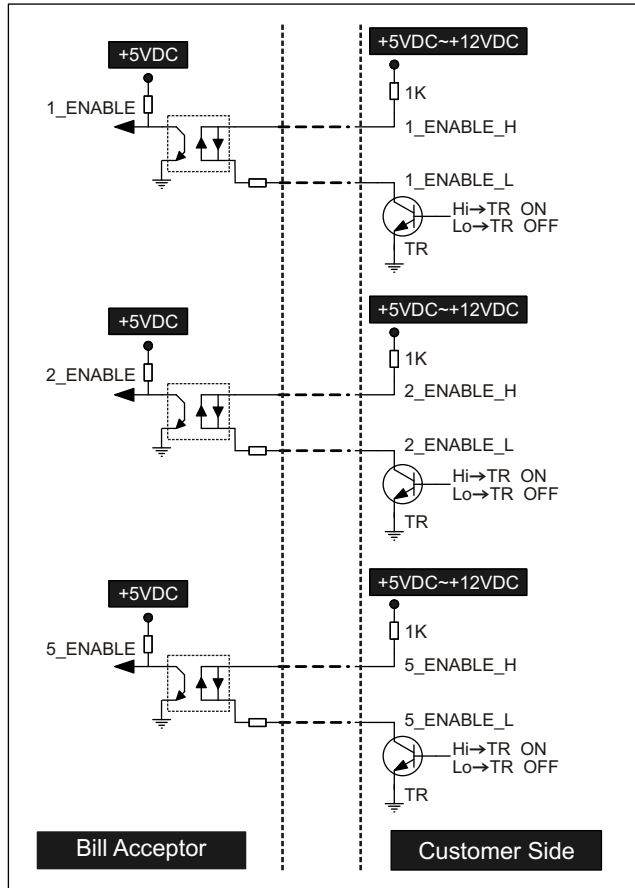 +5VDC
+5VDC~+12VDC
1K
1_ENABLE
1_ENABLE_H
1_ENABLE_L
Hi→TR ON
Lo→TR OFF
TR
+5VDC
+5VDC~+12VDC
1K
2_ENABLE
2_ENABLE_H
2_ENABLE_L
Hi→TR ON
Lo→TR OFF
TR
+5VDC
+5VDC~+12VDC
1K
5_ENABLE
5_ENABLE_H
5_ENABLE_L
Hi→TR ON
Lo→TR OFF
TR
Bill Acceptor
Customer Side